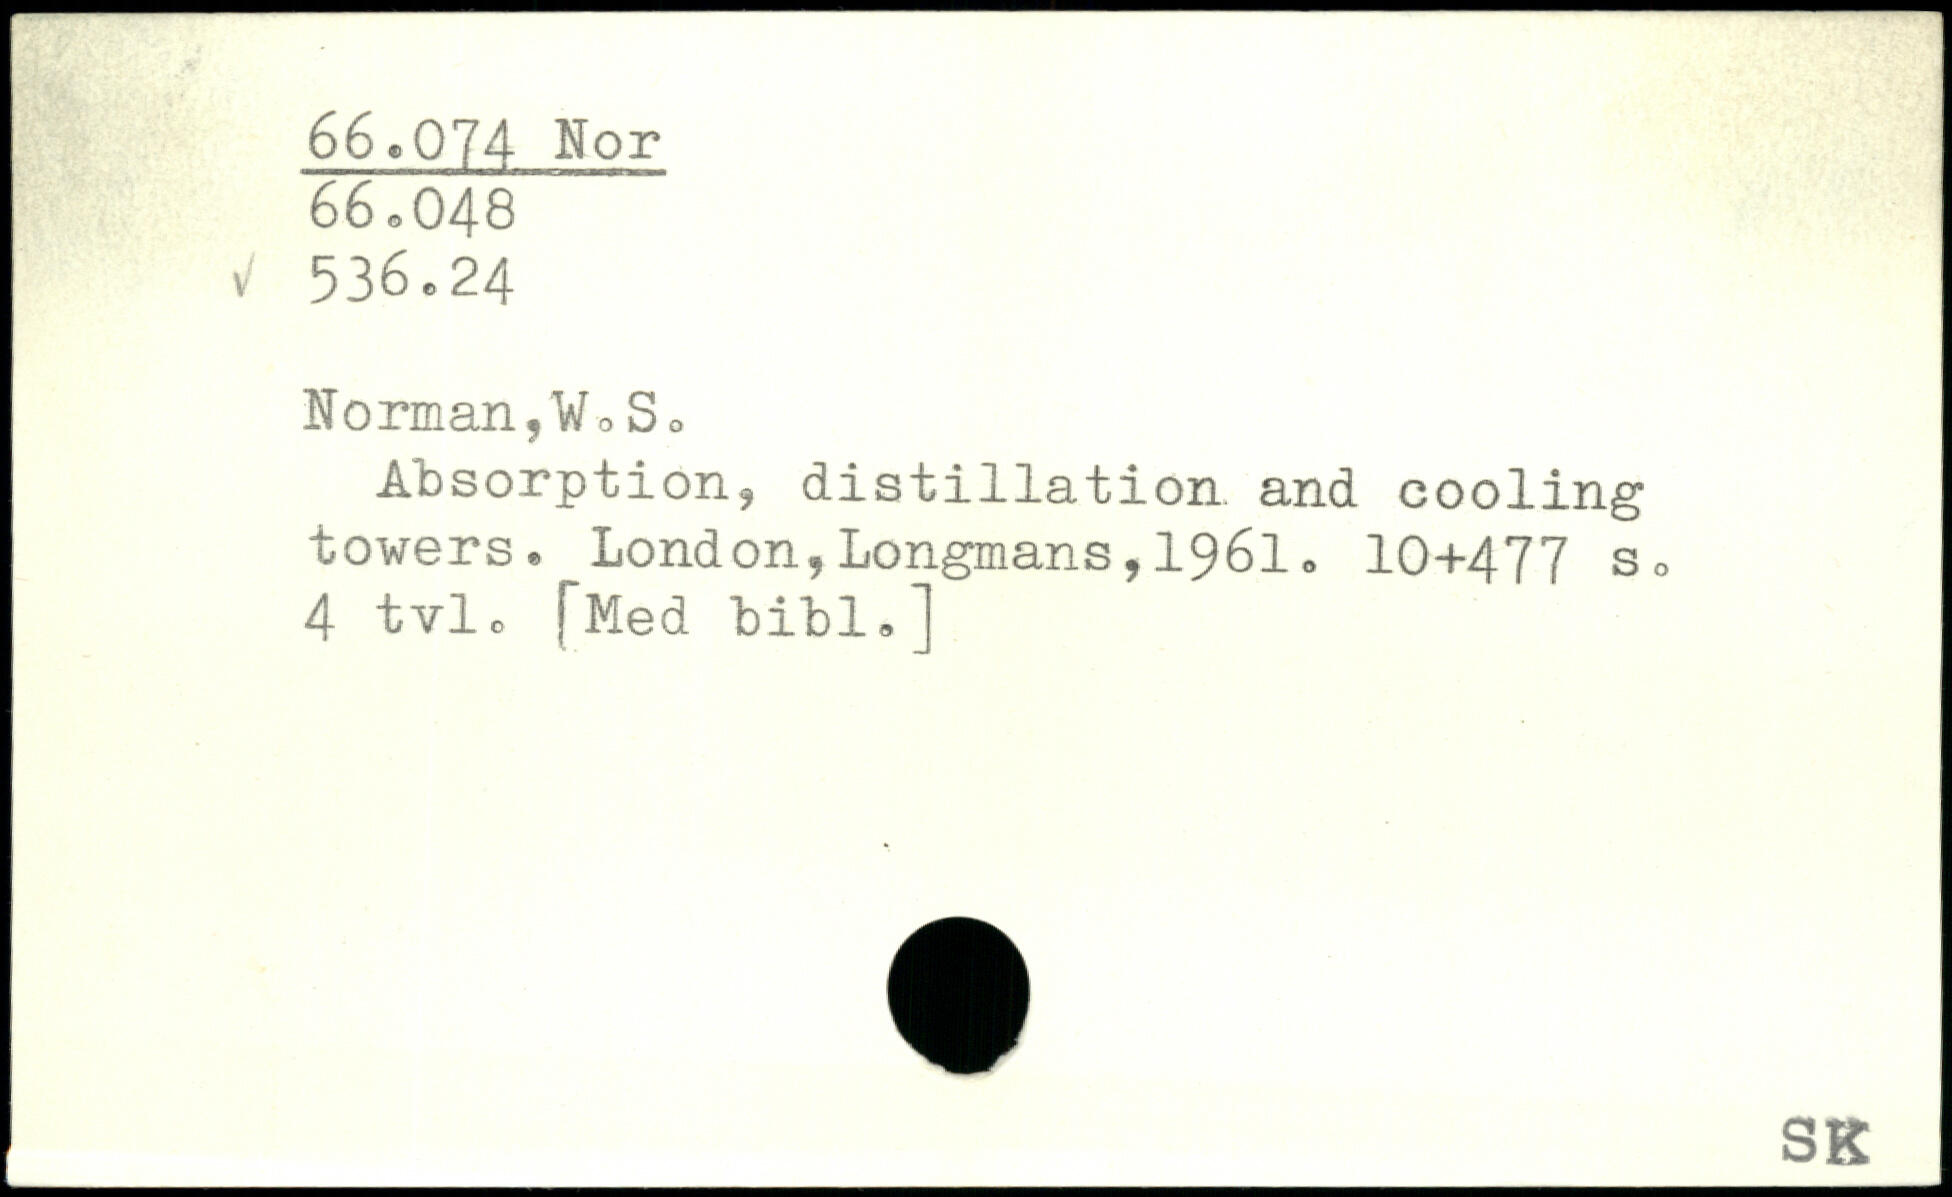 66.074 Nor
66.048
√ 536.24
Norman,W.S.
Absorption, distillation and cooling
towers. London,Longmans,1961. 10+477 s.
4 tvl. [Med bibl.]
SK